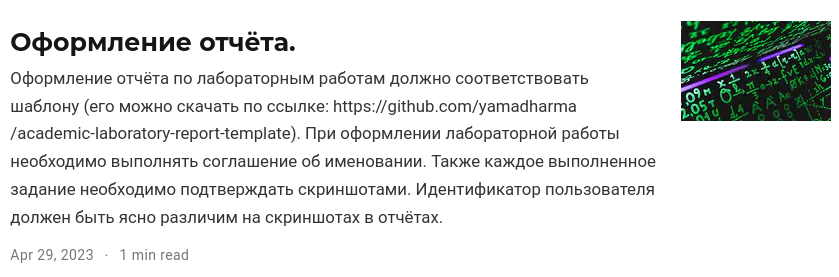 Оформление отчёта.
Оформление отчёта по лабораторным работам должно соответствовать
шаблону (его можно скачать по ссылке: https://github.com/yamadharma
/academic-laboratory-report-template). При оформлении лабораторной работы
необходимо выполнять соглашение об именовании. Также каждое выполненное
задание необходимо подтверждать скриншотами. Идентификатор пользователя
должен быть ясно различим на скриншотах в отчётах.
Apr 29, 2023 · 1 min read